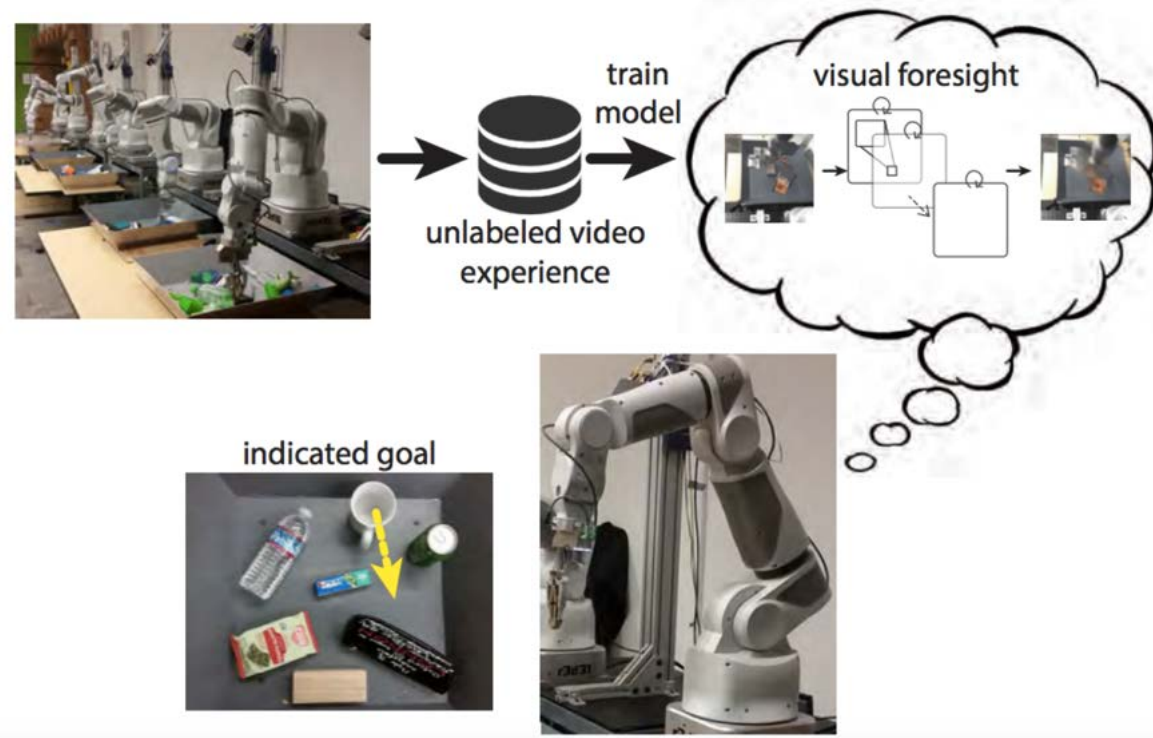 train
model
visual foresight
unlabeled video
experience
indicated goal